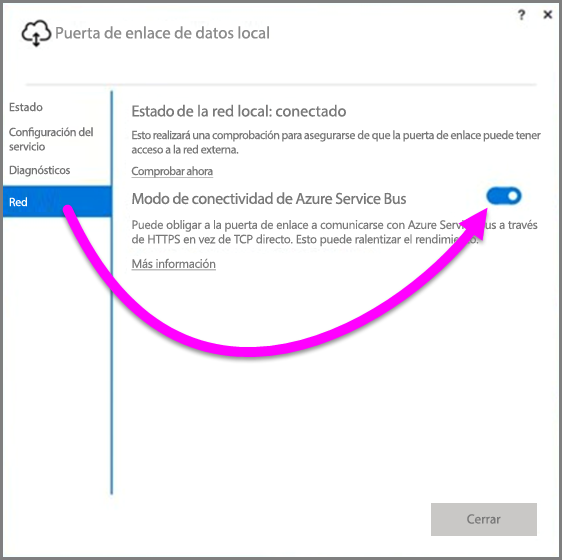 ? ×
Puerta de enlace de datos local
Estado
Configuración del
servicio
Diagnósticos
Red
Estado de la red local: conectado
Esto realizará una comprobación para asegurarse de que la puerta de enlace puede tener
acceso a la red externa.
Comprobar ahora
Modo de conectividad de Azure Service Bus
Puede obligar a la puerta de enlace a comunicarse con Azure Service Bus a través
de HTTPS en vez de TCP directo. Esto puede ralentizar el rendimiento.
Más información
Cerrar